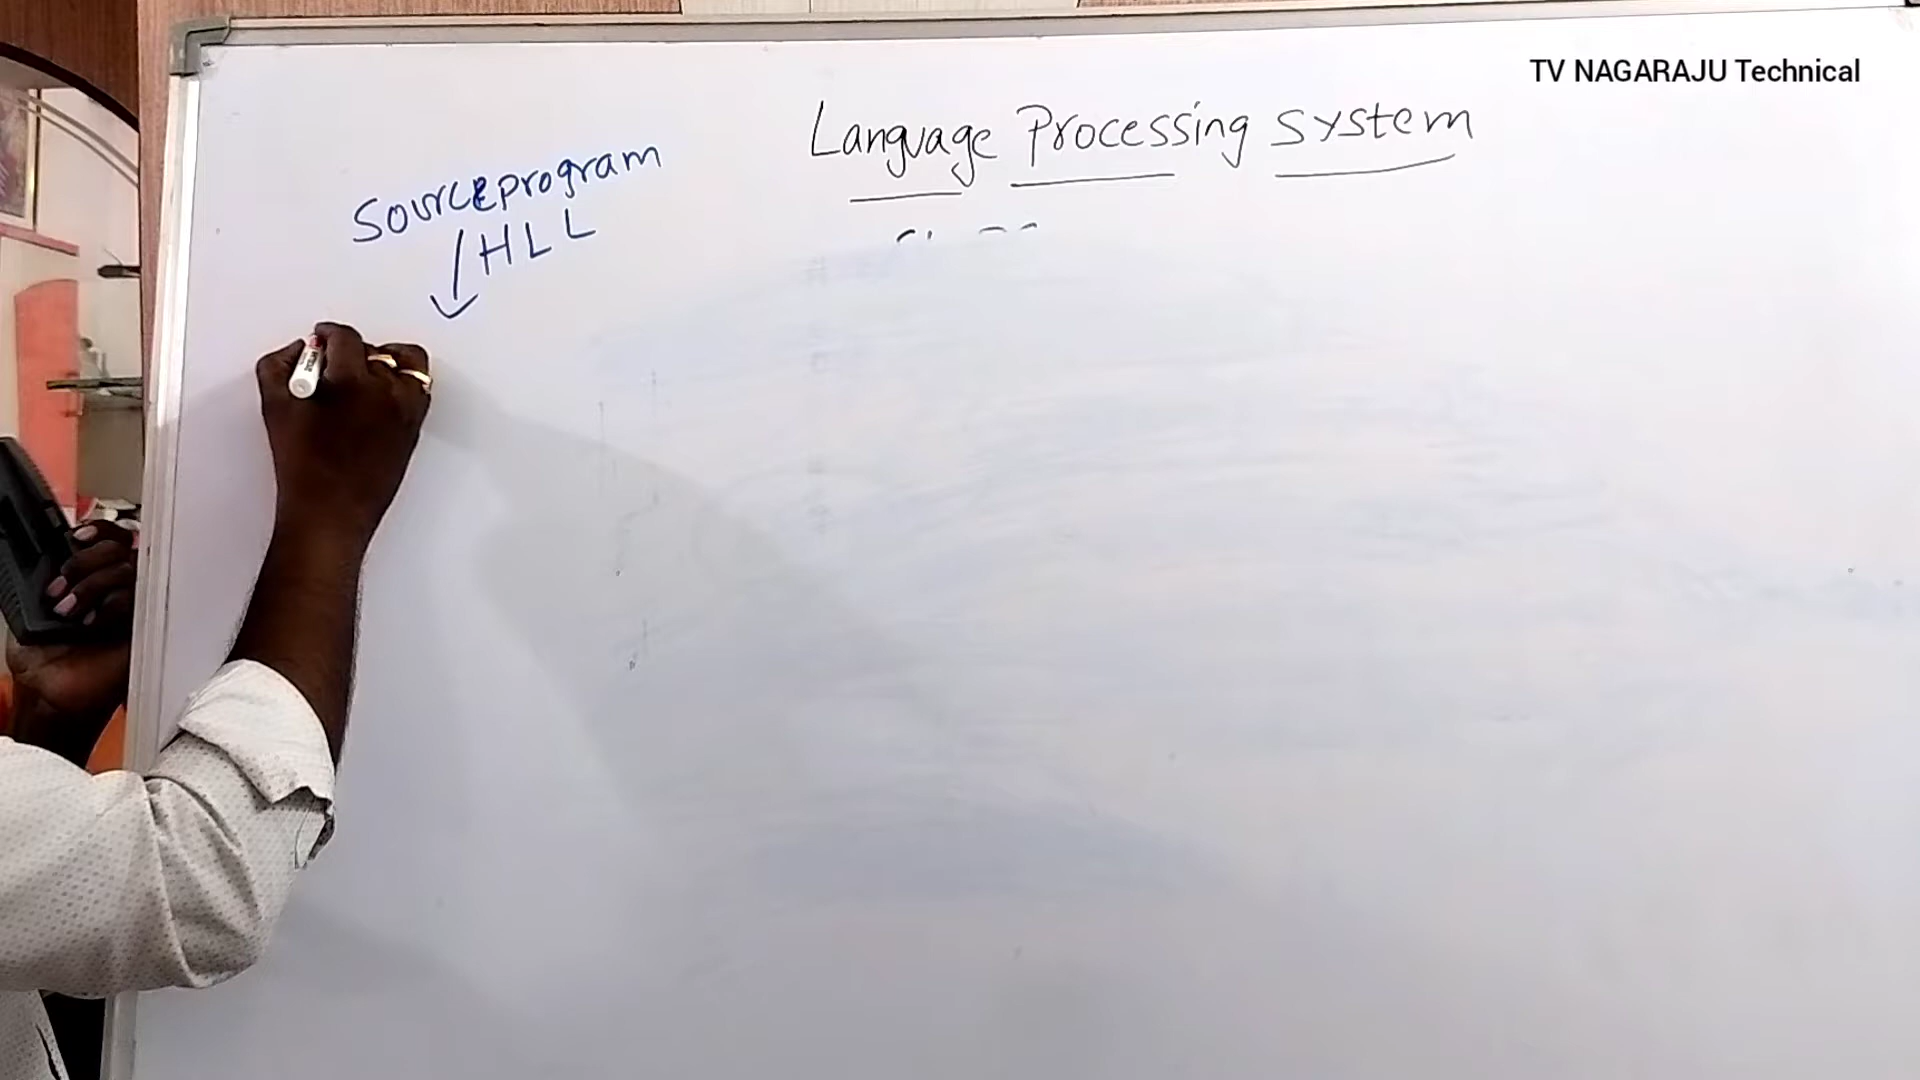 TV NAGARAJU Technical
Language Processing System
Source program
HLL